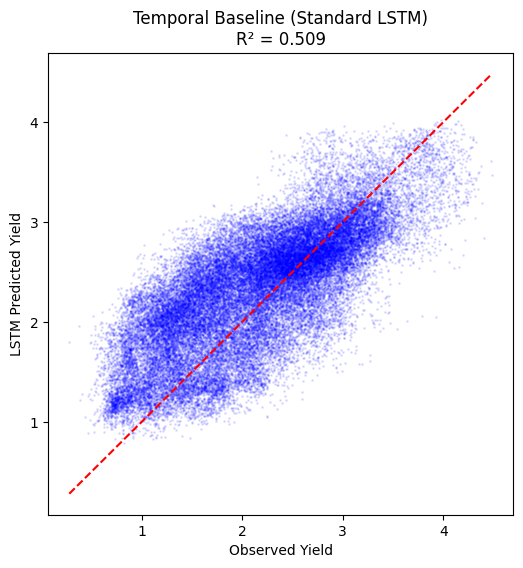 Temporal Baseline (Standard LSTM)
R² = 0.509
4
3
2
1
LSTM Predicted Yield
1 2 3 4
Observed Yield